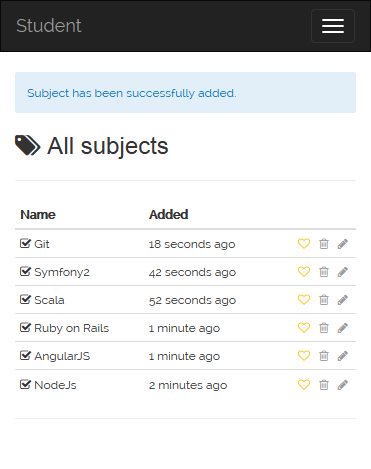 Student
Subject has been successfully added.
All subjects
Name Added
Git 18 seconds ago
Symfony2 42 seconds ago
Scala 52 seconds ago
Ruby on Rails 1 minute ago
AngularJS 1 minute ago
NodeJs 2 minutes ago